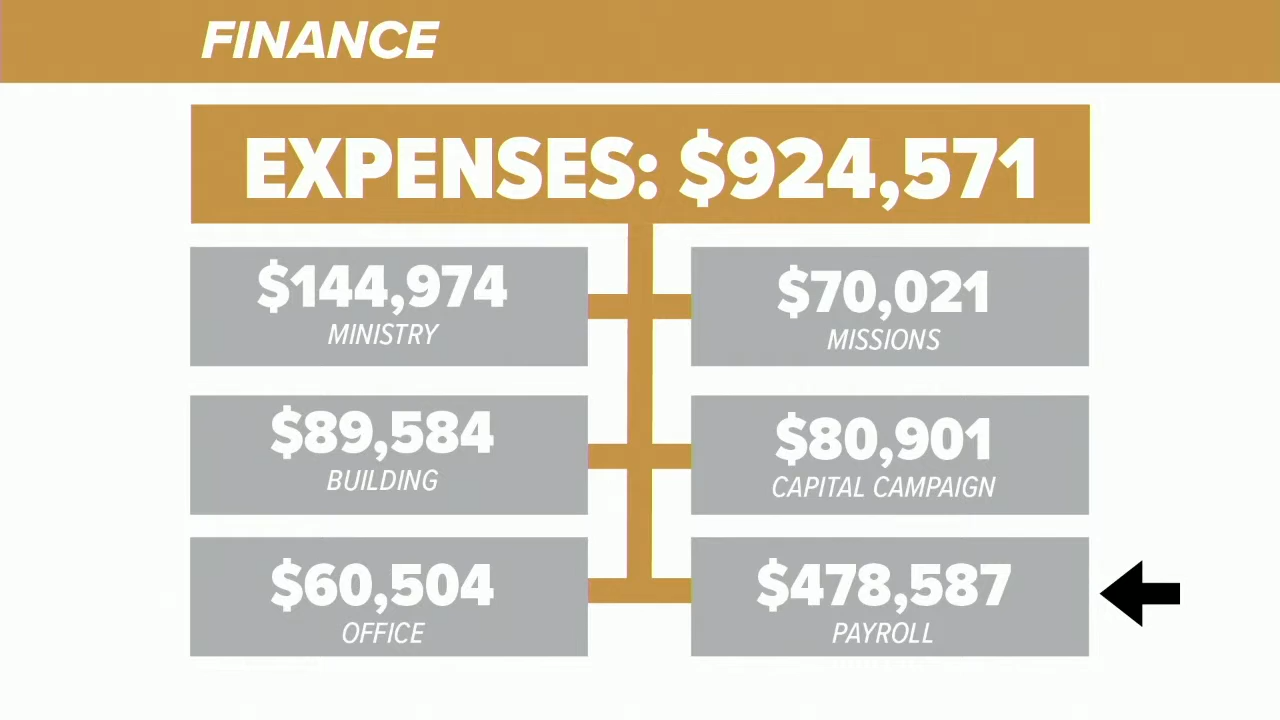 FINANCE
EXPENSES: $924,571
$144,974
MINISTRY
$70,021
MISSIONS
$89,584
BUILDING
$80,901
CAPITAL CAMPAIGN
$60,504
OFFICE
$478,587
PAYROLL